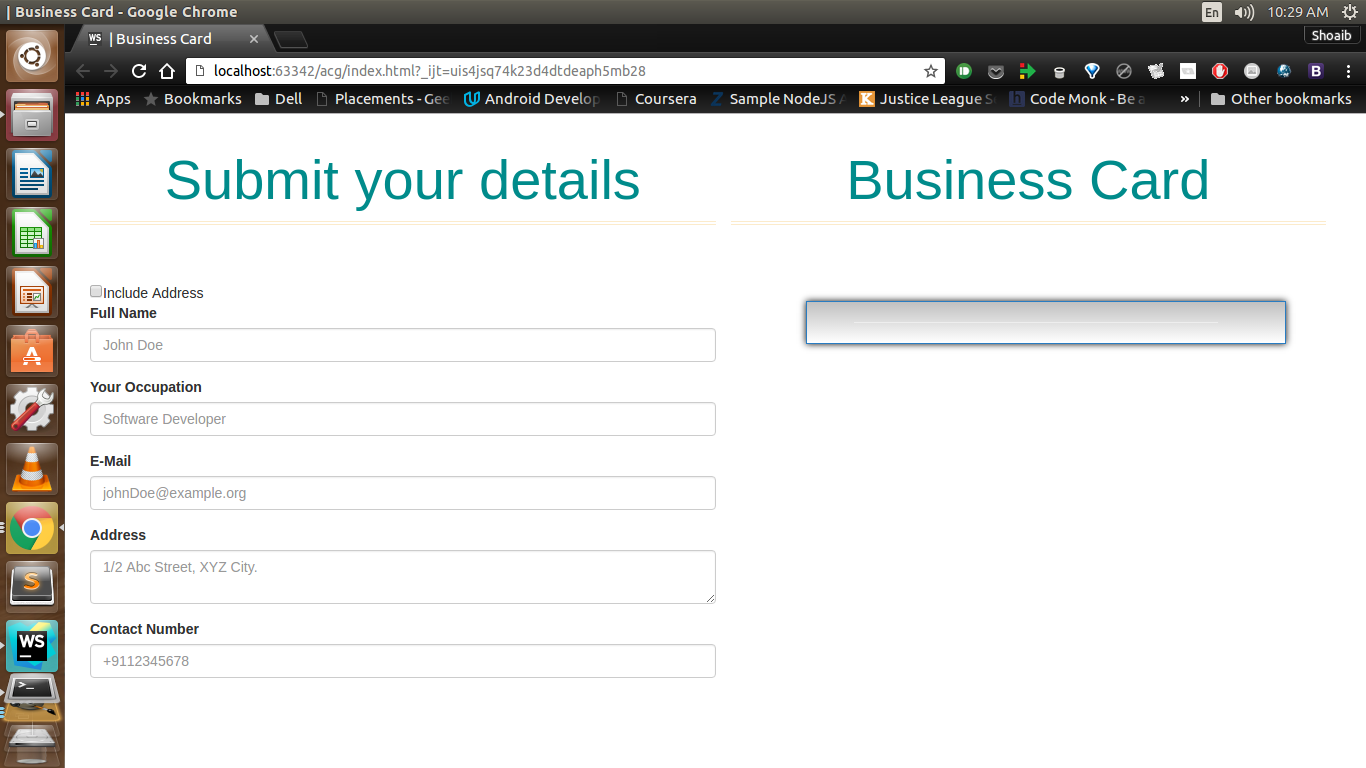 | Business Card - Google Chrome
En
10:29 AM
WS
| Business Card
Shoaib
localhost:63342/acg/index.html?_ijt=uis4jsq74k23d4dtdeaph5mb28
Apps Bookmarks Dell Placements - Gee Android Develop Coursera Sample NodeJS A Justice League S Code Monk - Be a » Other bookmarks
Submit your details
Business Card
Include Address
Full Name
John Doe
Your Occupation
Software Developer
E-Mail
johnDoe@example.org
Address
1/2 Abc Street, XYZ City.
Contact Number
+9112345678
WS